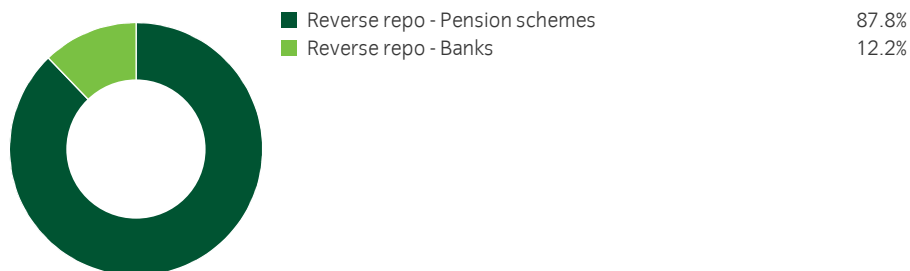 Reverse repo - Pension schemes 87.8%
Reverse repo - Banks 12.2%